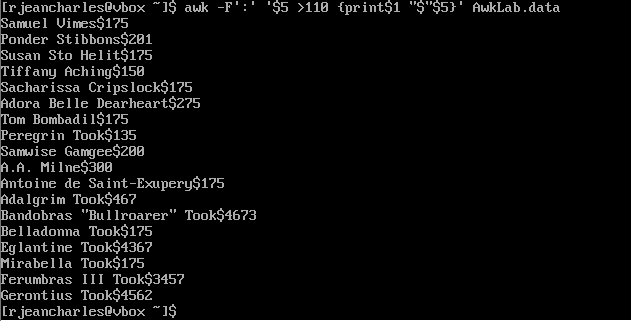 [rjeancharles@vbox ~]$ awk -F':' '$5 >110 {print$1 "$"$5}' AwkLab.data
Samuel Vimes$175
Ponder Stibbons$201
Susan Sto Helit$175
Tiffany Aching$150
Sacharissa Cripslock$175
Adora Belle Dearheart$275
Tom Bombadil$175
Peregrin Took$135
Samwise Gamgee$200
A.A. Milne$300
Antoine de Saint-Exupery$175
Adalgrim Took$467
Bandobras "Bullroarer" Took$4673
Belladonna Took$175
Eglantine Took$4367
Mirabella Took$175
Ferumbras III Took$3457
Gerontius Took$4562
[rjeancharles@vbox ~]$